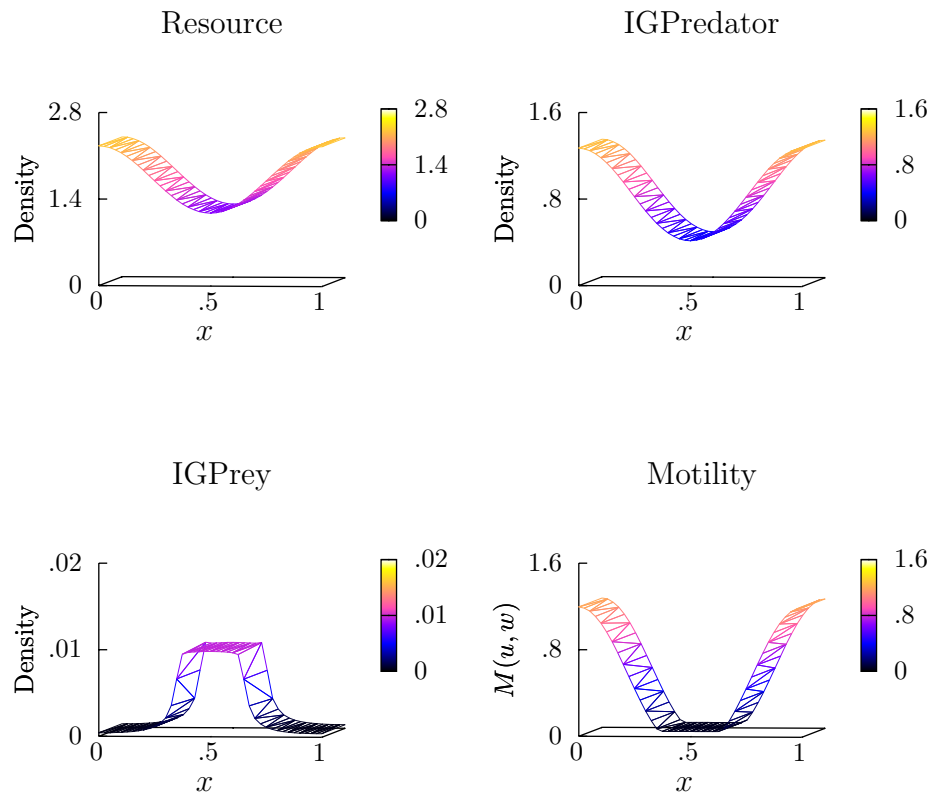 Resource
2.8
1.4
0
Density
0 .5 1
x
2.8
1.4
0
IGPredator
1.6
.8
0
Density
0 .5 1
x
1.6
.8
0
IGPrey
.02
.01
0
Density
0 .5 1
x
.02
.01
0
Motility
1.6
.8
0
M(u, w)
0 .5 1
x
1.6
.8
0